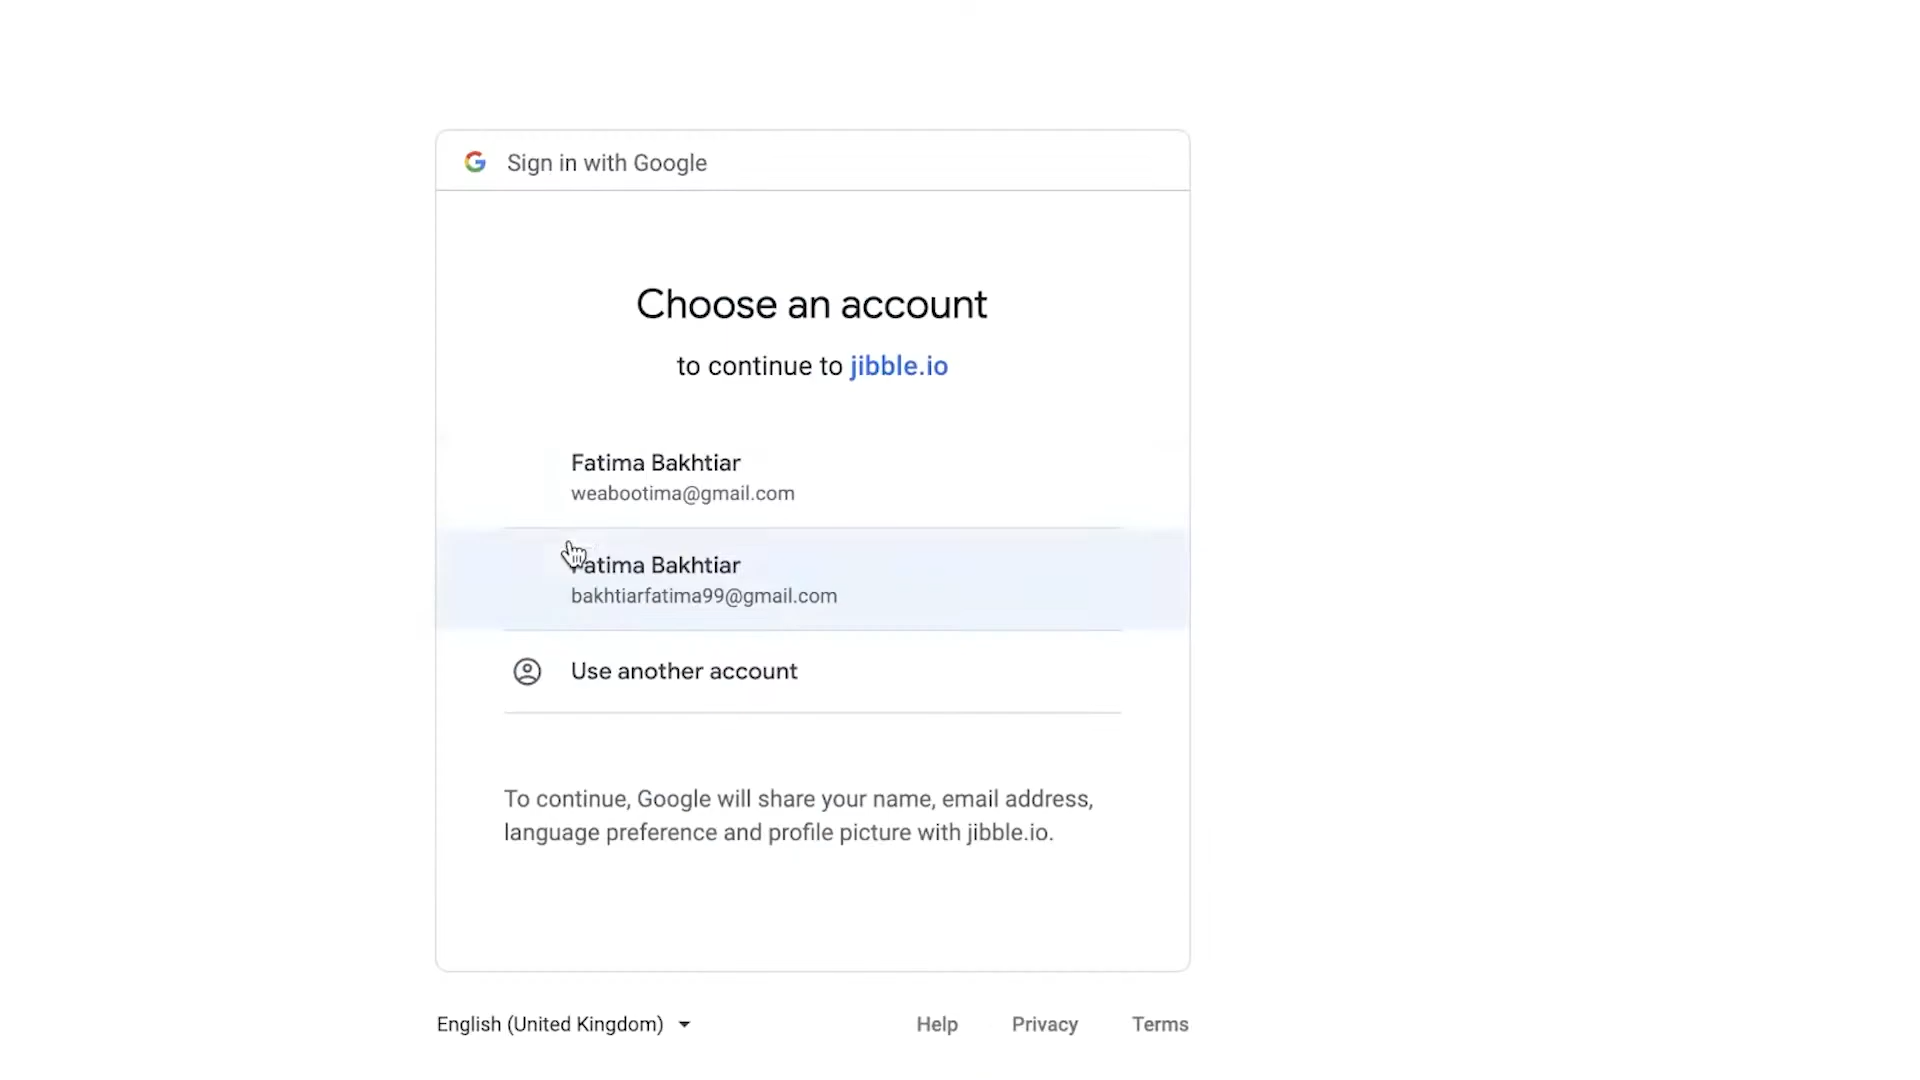 Sign in with Google
Choose an account
to continue to jibble.io
Fatima Bakhtiar
weabootima@gmail.com
Fatima Bakhtiar
bakhtiarfatima99@gmail.com
Use another account
To continue, Google will share your name, email address,
language preference and profile picture with jibble.io.
English (United Kingdom)
Help
Privacy
Terms